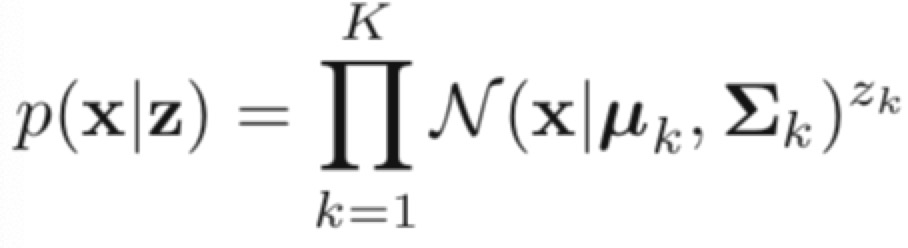 p(𝐱|𝐳) = ∏_{k=1}^{K} 𝒩(𝐱|𝛍_k, 𝚺_k)^{z_k}